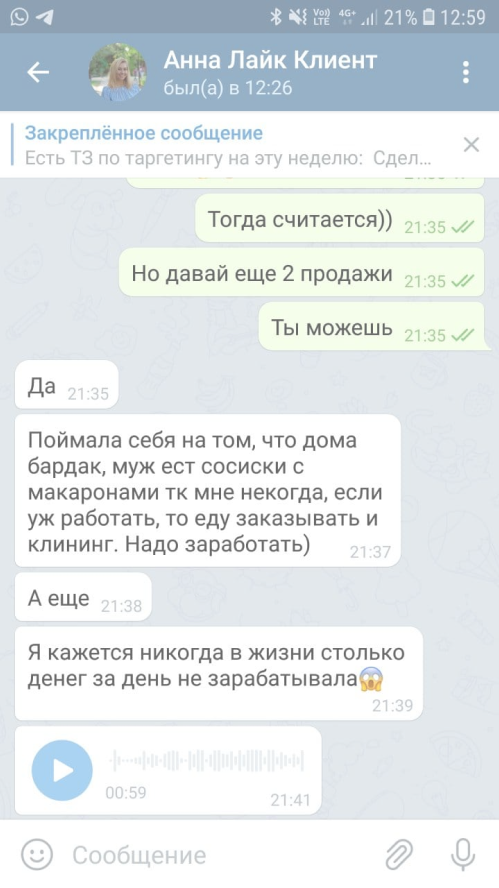 Vo)) 4G+ 21% 12:59
LTE
Анна Лайк Клиент
был(а) в 12:26
Закреплённое сообщение
Есть ТЗ по таргетингу на эту неделю: Сдел...
Тогда считается)) 21:35
Но давай еще 2 продажи 21:35
Ты можешь 21:35
Да 21:35
Поймала себя на том, что дома
бардак, муж ест сосиски с
макаронами тк мне некогда, если
уж работать, то еду заказывать и
клининг. Надо заработать) 21:37
А еще 21:38
Я кажется никогда в жизни столько
денег за день не зарабатывала😱
21:39
00:59 21:41
Сообщение